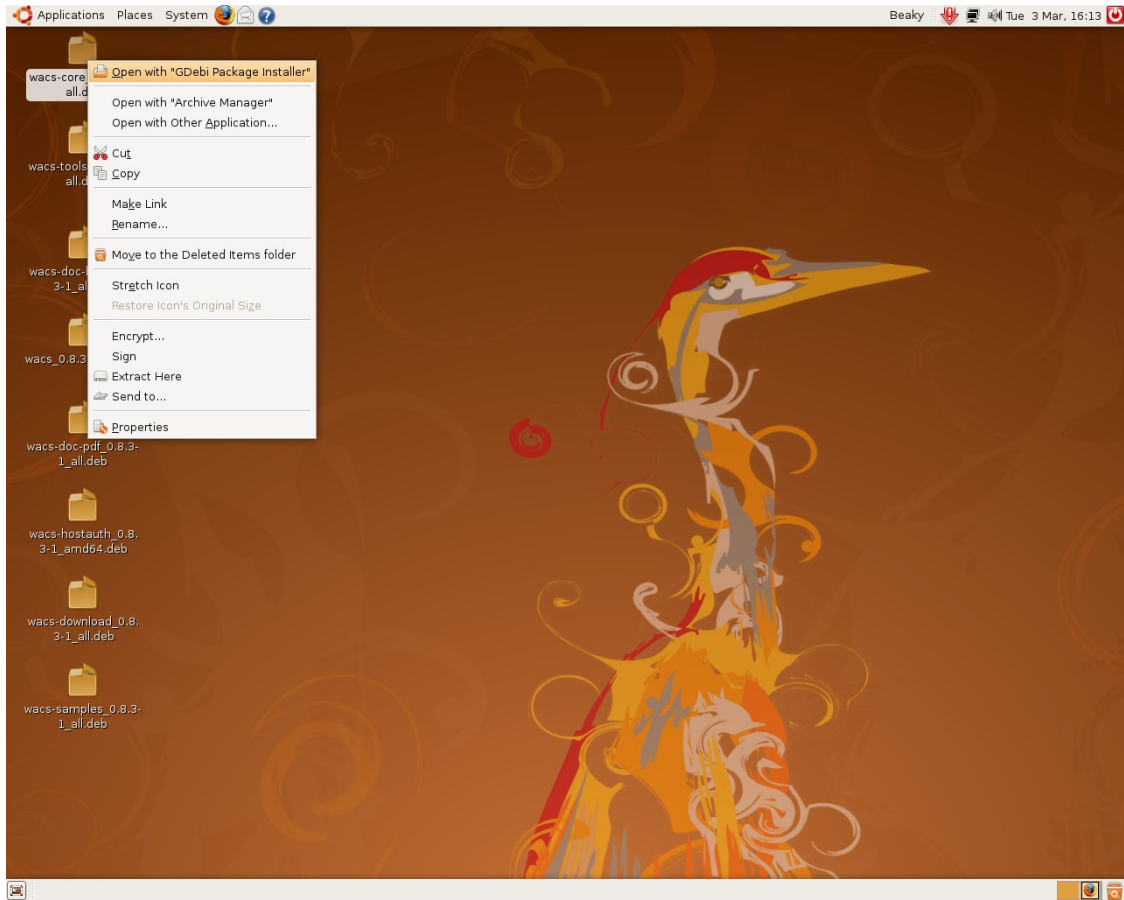 Applications Places System
Beaky
Tue 3 Mar, 16:13
wacs-core
all.d
Open with "GDebi Package Installer"
Open with "Archive Manager"
Open with Other Application...
Cut
Copy
Make Link
Rename...
Move to the Deleted Items folder
Stretch Icon
Restore Icon's Original Size
Encrypt...
Sign
Extract Here
Send to...
Properties
wacs-tools
all.d
wacs-doc-
3-1_al
wacs_0.8.3
wacs-doc-pdf_0.8.3-
1_all.deb
wacs-hostauth_0.8.
3-1_amd64.deb
wacs-download_0.8.
3-1_all.deb
wacs-samples_0.8.3-
1_all.deb